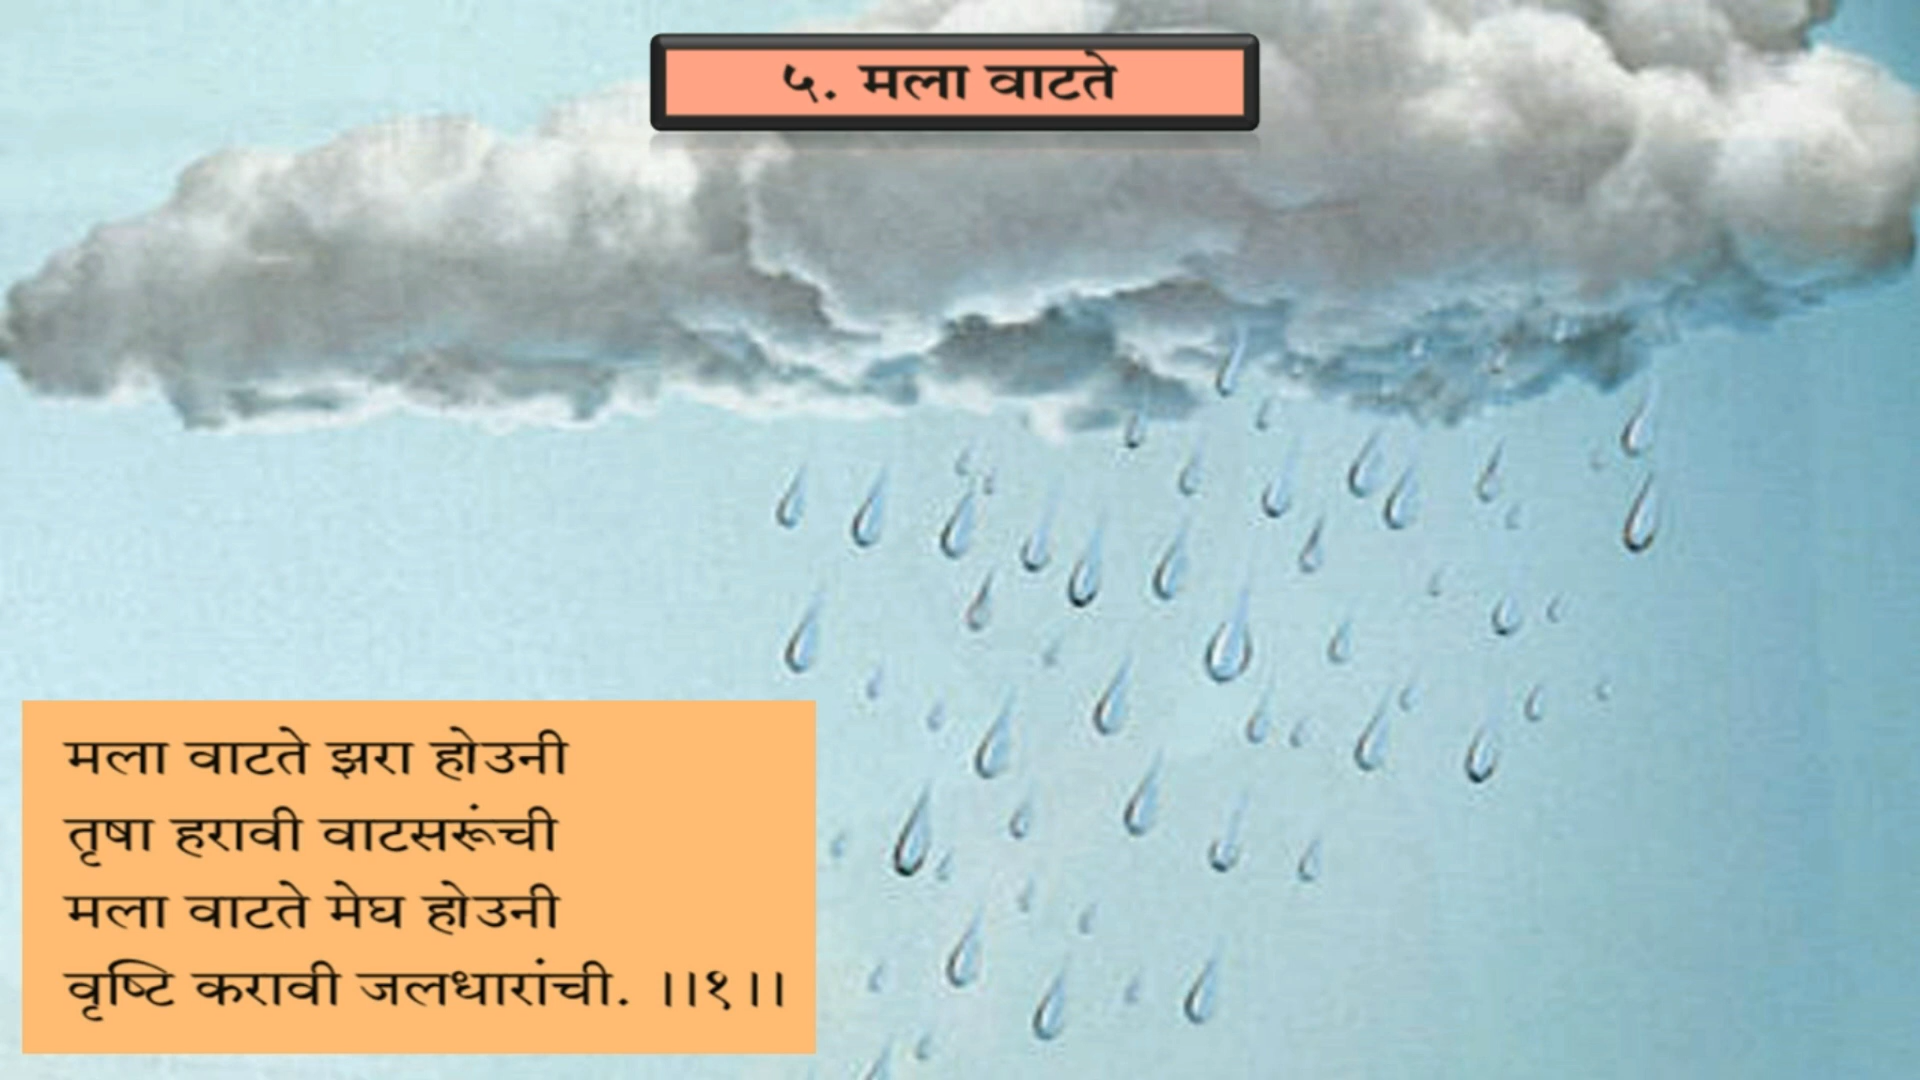 ५. मला वाटते
मला वाटते झरा होउनी
तृषा हरावी वाटसरूंची
मला वाटते मेघ होउनी
वृष्टि करावी जलधारांची. ।।१।।